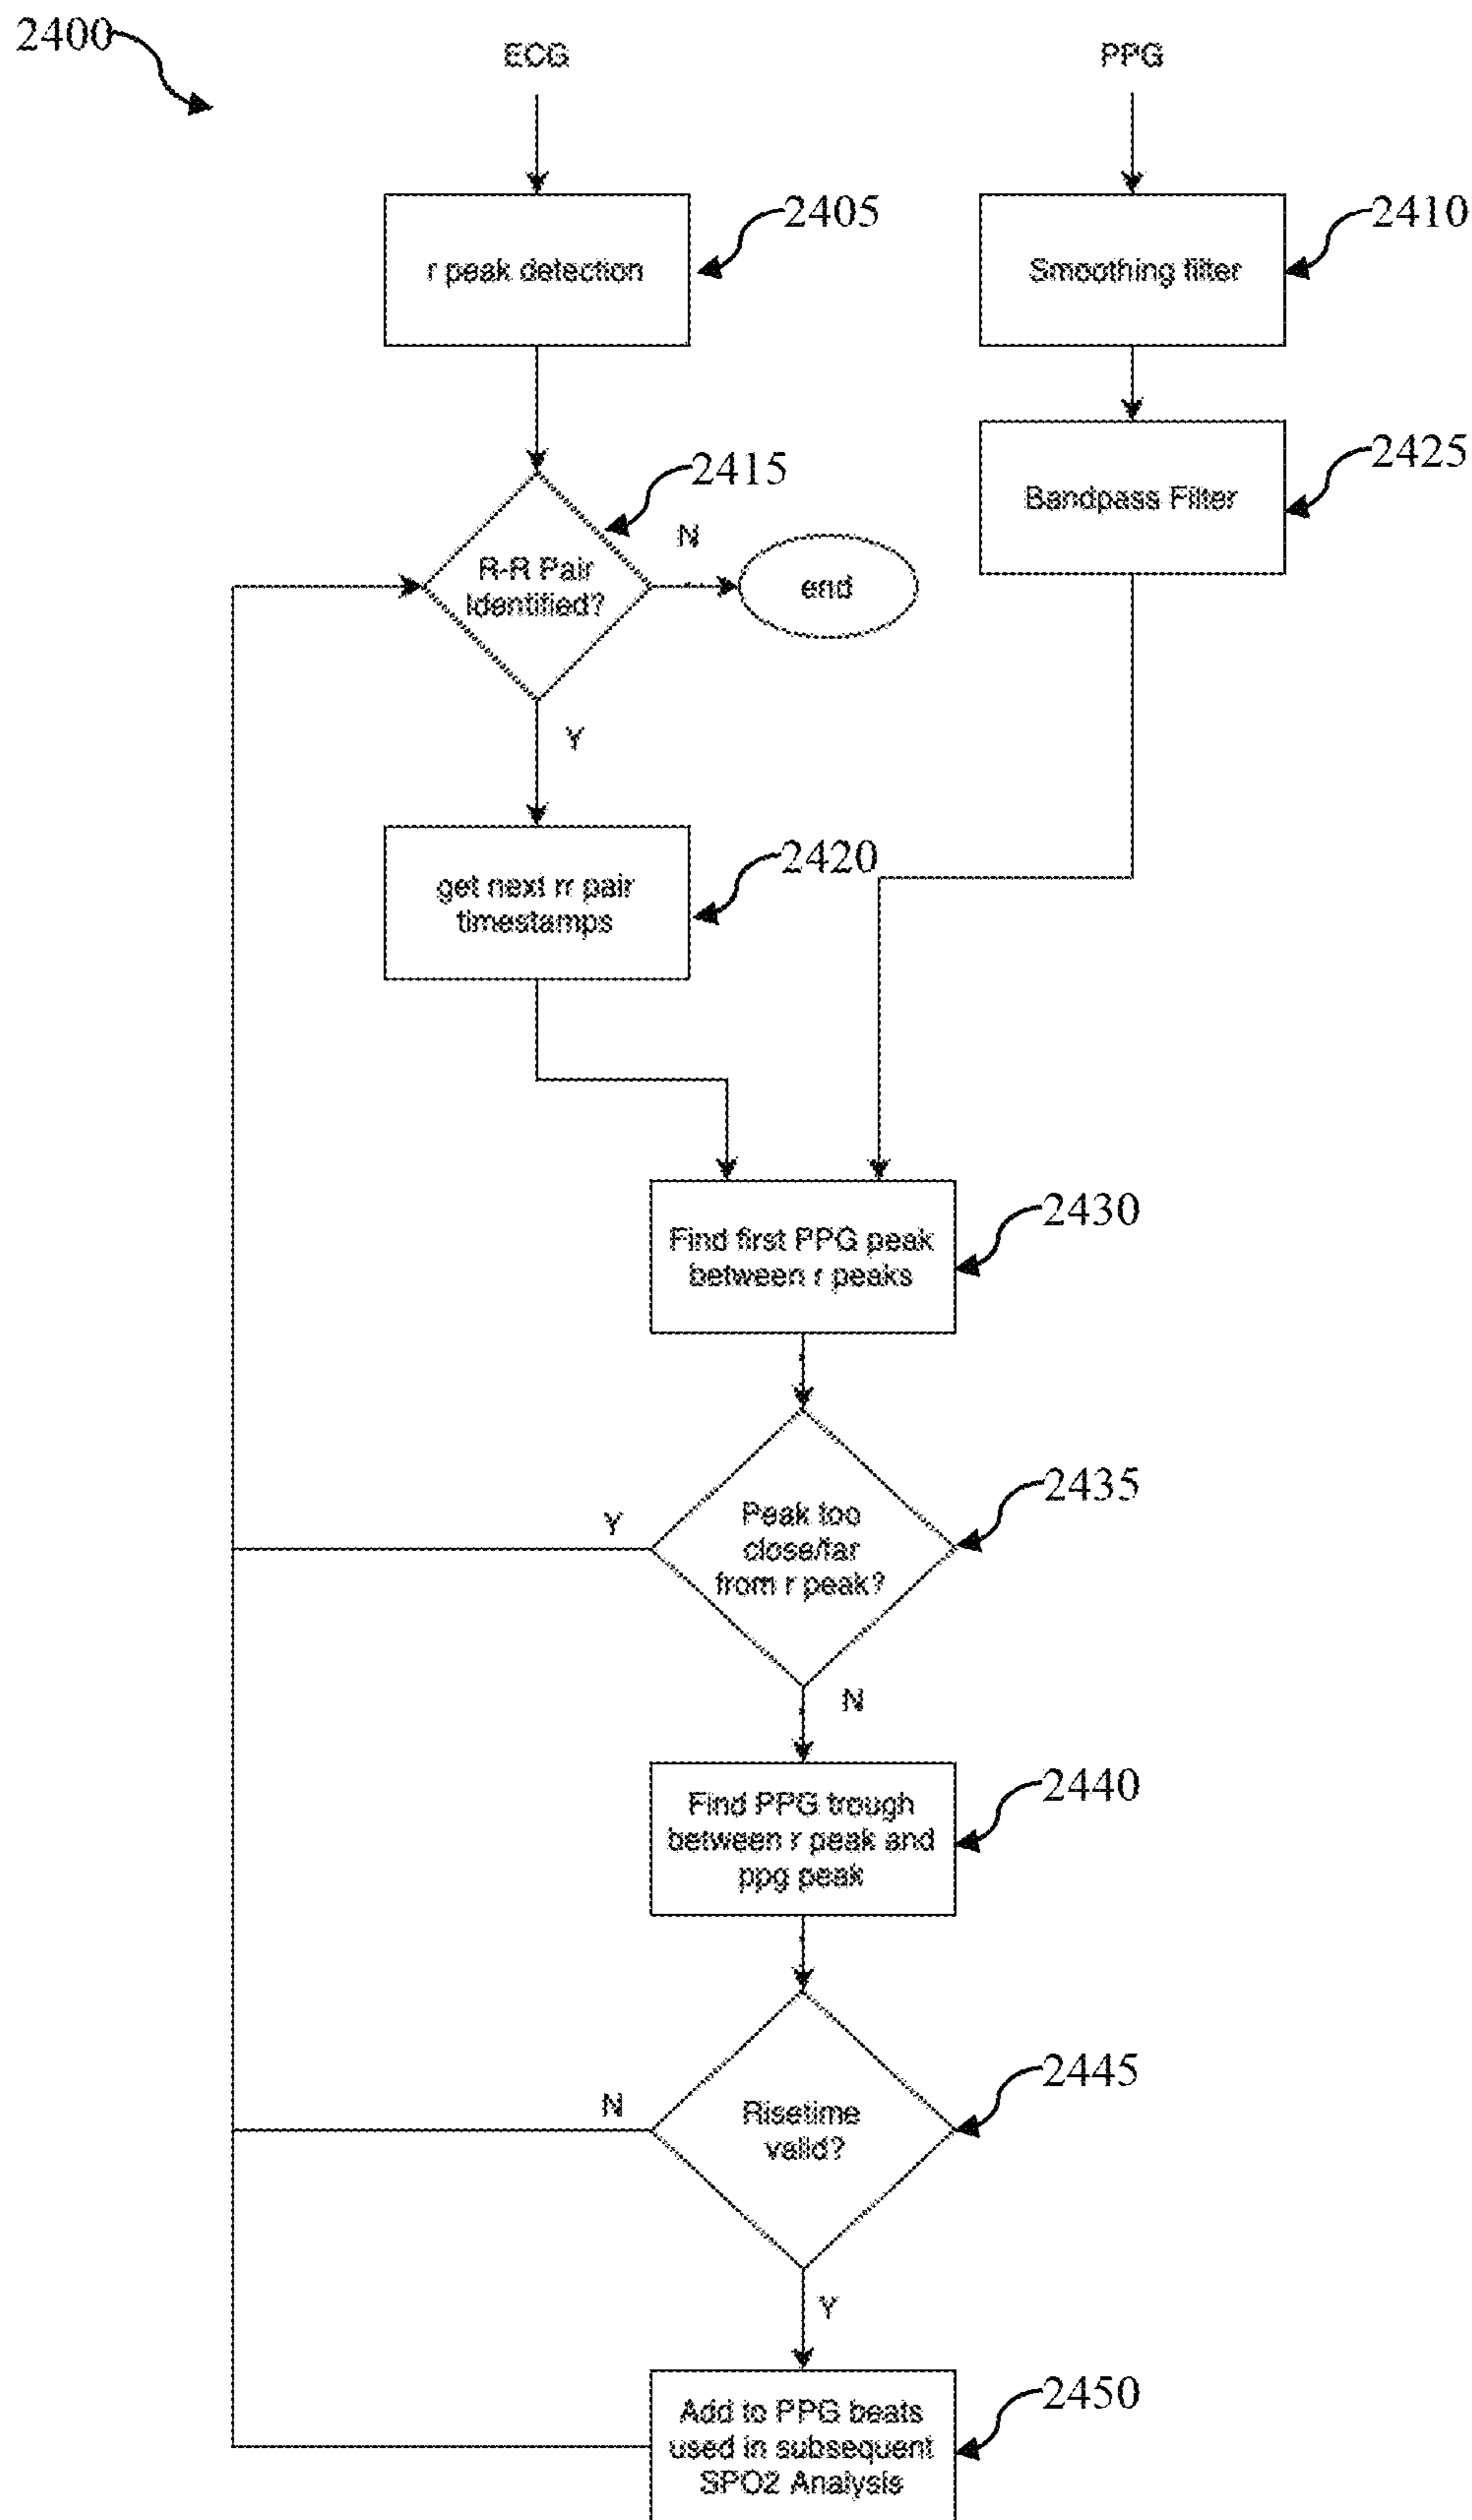 2400
ECG
PPG
r peak detection
2405
Smoothing filter
2410
R-R Pair
Identified?
2415
N
end
Bandpass Filter
2425
Y
get next rr pair
timestamps
2420
Find first PPG peak
between r peaks
2430
Y
Peak too
close/far
from r peak?
2435
N
Find PPG trough
between r peak and
ppg peak
2440
N
Risetime
valid?
2445
Y
Add to PPG beats
used in subsequent
SPO2 Analysis
2450